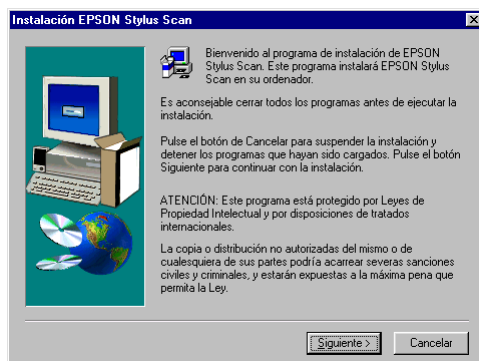 Instalación EPSON Stylus Scan
Bienvenido al programa de instalación de EPSON
Stylus Scan. Este programa instalará EPSON Stylus
Scan en su ordenador.
Es aconsejable cerrar todos los programas antes de ejecutar la
instalación.
Pulse el botón de Cancelar para suspender la instalación y
detener los programas que hayan sido cargados. Pulse el botón
Siguiente para continuar con la instalación.
ATENCIÓN: Este programa está protegido por Leyes de
Propiedad Intelectual y por disposiciones de tratados
internacionales.
La copia o distribución no autorizadas del mismo o de
cualesquiera de sus partes podría acarrear severas sanciones
civiles y criminales, y estarán expuestas a la máxima pena que
permita la Ley.
Siguiente > Cancelar